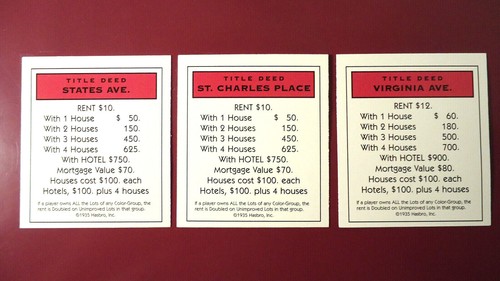 TITLE DEED
STATES AVE.
RENT $10.
With 1 House $ 50.
With 2 Houses 150.
With 3 Houses 450.
With 4 Houses 625.
With HOTEL $750.
Mortgage Value $70.
Houses cost $100. each
Hotels, $100. plus 4 houses
If a player owns ALL the Lots of any Color-Group, the
rent is Doubled on Unimproved Lots in that group.
©1935 Hasbro, Inc.
TITLE DEED
ST. CHARLES PLACE
RENT $10.
With 1 House $ 50.
With 2 Houses 150.
With 3 Houses 450.
With 4 Houses 625.
With HOTEL $750.
Mortgage Value $70.
Houses cost $100. each
Hotels, $100. plus 4 houses
If a player owns ALL the Lots of any Color-Group, the
rent is Doubled on Unimproved Lots in that group.
©1935 Hasbro, Inc.
TITLE DEED
VIRGINIA AVE.
RENT $12.
With 1 House $ 60.
With 2 Houses 180.
With 3 Houses 500.
With 4 Houses 700.
With HOTEL $900.
Mortgage Value $80.
Houses cost $100. each
Hotels, $100. plus 4 houses
If a player owns ALL the Lots of any Color-Group, the
rent is Doubled on Unimproved Lots in that group.
©1935 Hasbro, Inc.